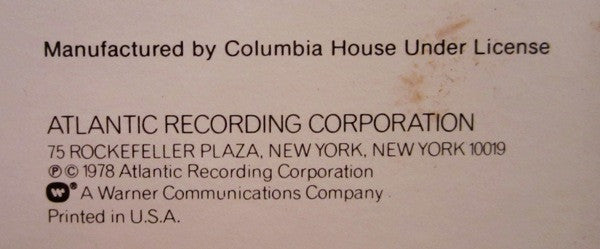 Manufactured by Columbia House Under License
ATLANTIC RECORDING CORPORATION
75 ROCKEFELLER PLAZA, NEW YORK, NEW YORK 10019
℗ © 1978 Atlantic Recording Corporation
W ® A Warner Communications Company
Printed in U.S.A.